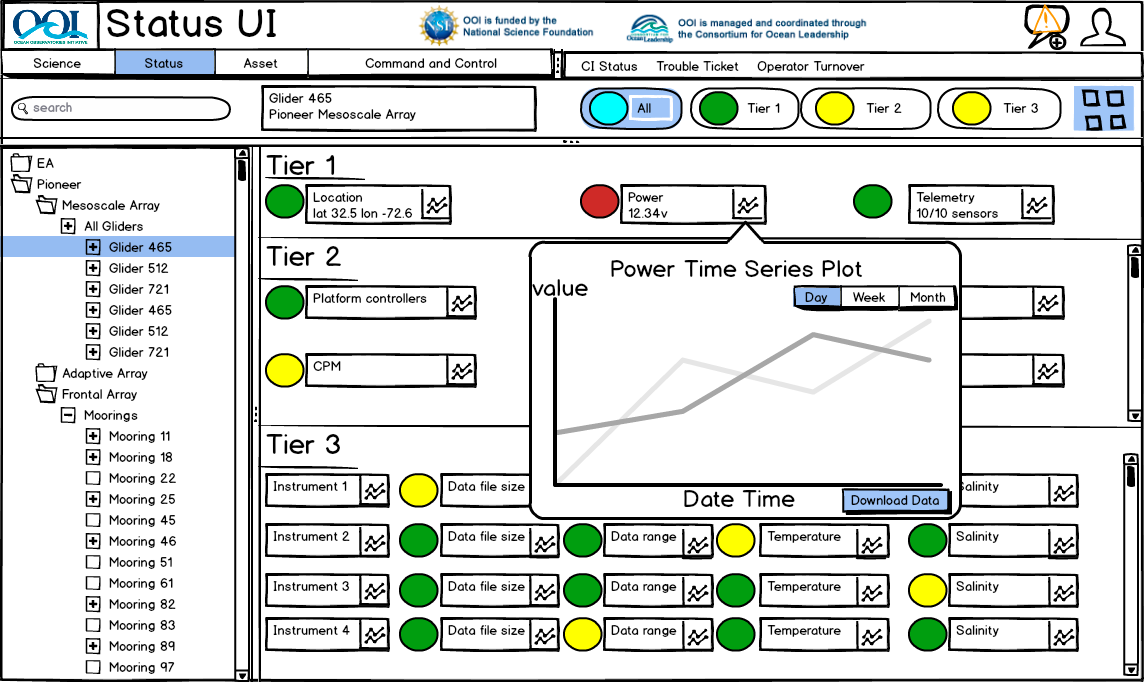 OOI
OCEAN OBSERVATORIES INITIATIVE
Status UI
NSF
OOI is funded by the
National Science Foundation
Ocean Leadership
OOI is managed and coordinated through
the Consortium for Ocean Leadership
Science
Status
Asset
Command and Control
CI Status
Trouble Ticket
Operator Turnover
search
Glider 465
Pioneer Mesoscale Array
All
Tier 1
Tier 2
Tier 3
EA
Pioneer
Mesoscale Array
All Gliders
Glider 465
Glider 512
Glider 721
Glider 465
Glider 512
Glider 721
Adaptive Array
Frontal Array
Moorings
Mooring 11
Mooring 18
Mooring 22
Mooring 25
Mooring 45
Mooring 46
Mooring 51
Mooring 61
Mooring 82
Mooring 83
Mooring 89
Mooring 97
Tier 1
Location
lat 32.5 lon -72.6
Power
12.34v
Telemetry
10/10 sensors
Tier 2
Platform controllers
CPM
Power Time Series Plot
value
Day
Week
Month
Date Time
Download Data
Tier 3
Instrument 1
Data file size
Salinity
Instrument 2
Data file size
Data range
Temperature
Salinity
Instrument 3
Data file size
Data range
Temperature
Salinity
Instrument 4
Data file size
Data range
Temperature
Salinity